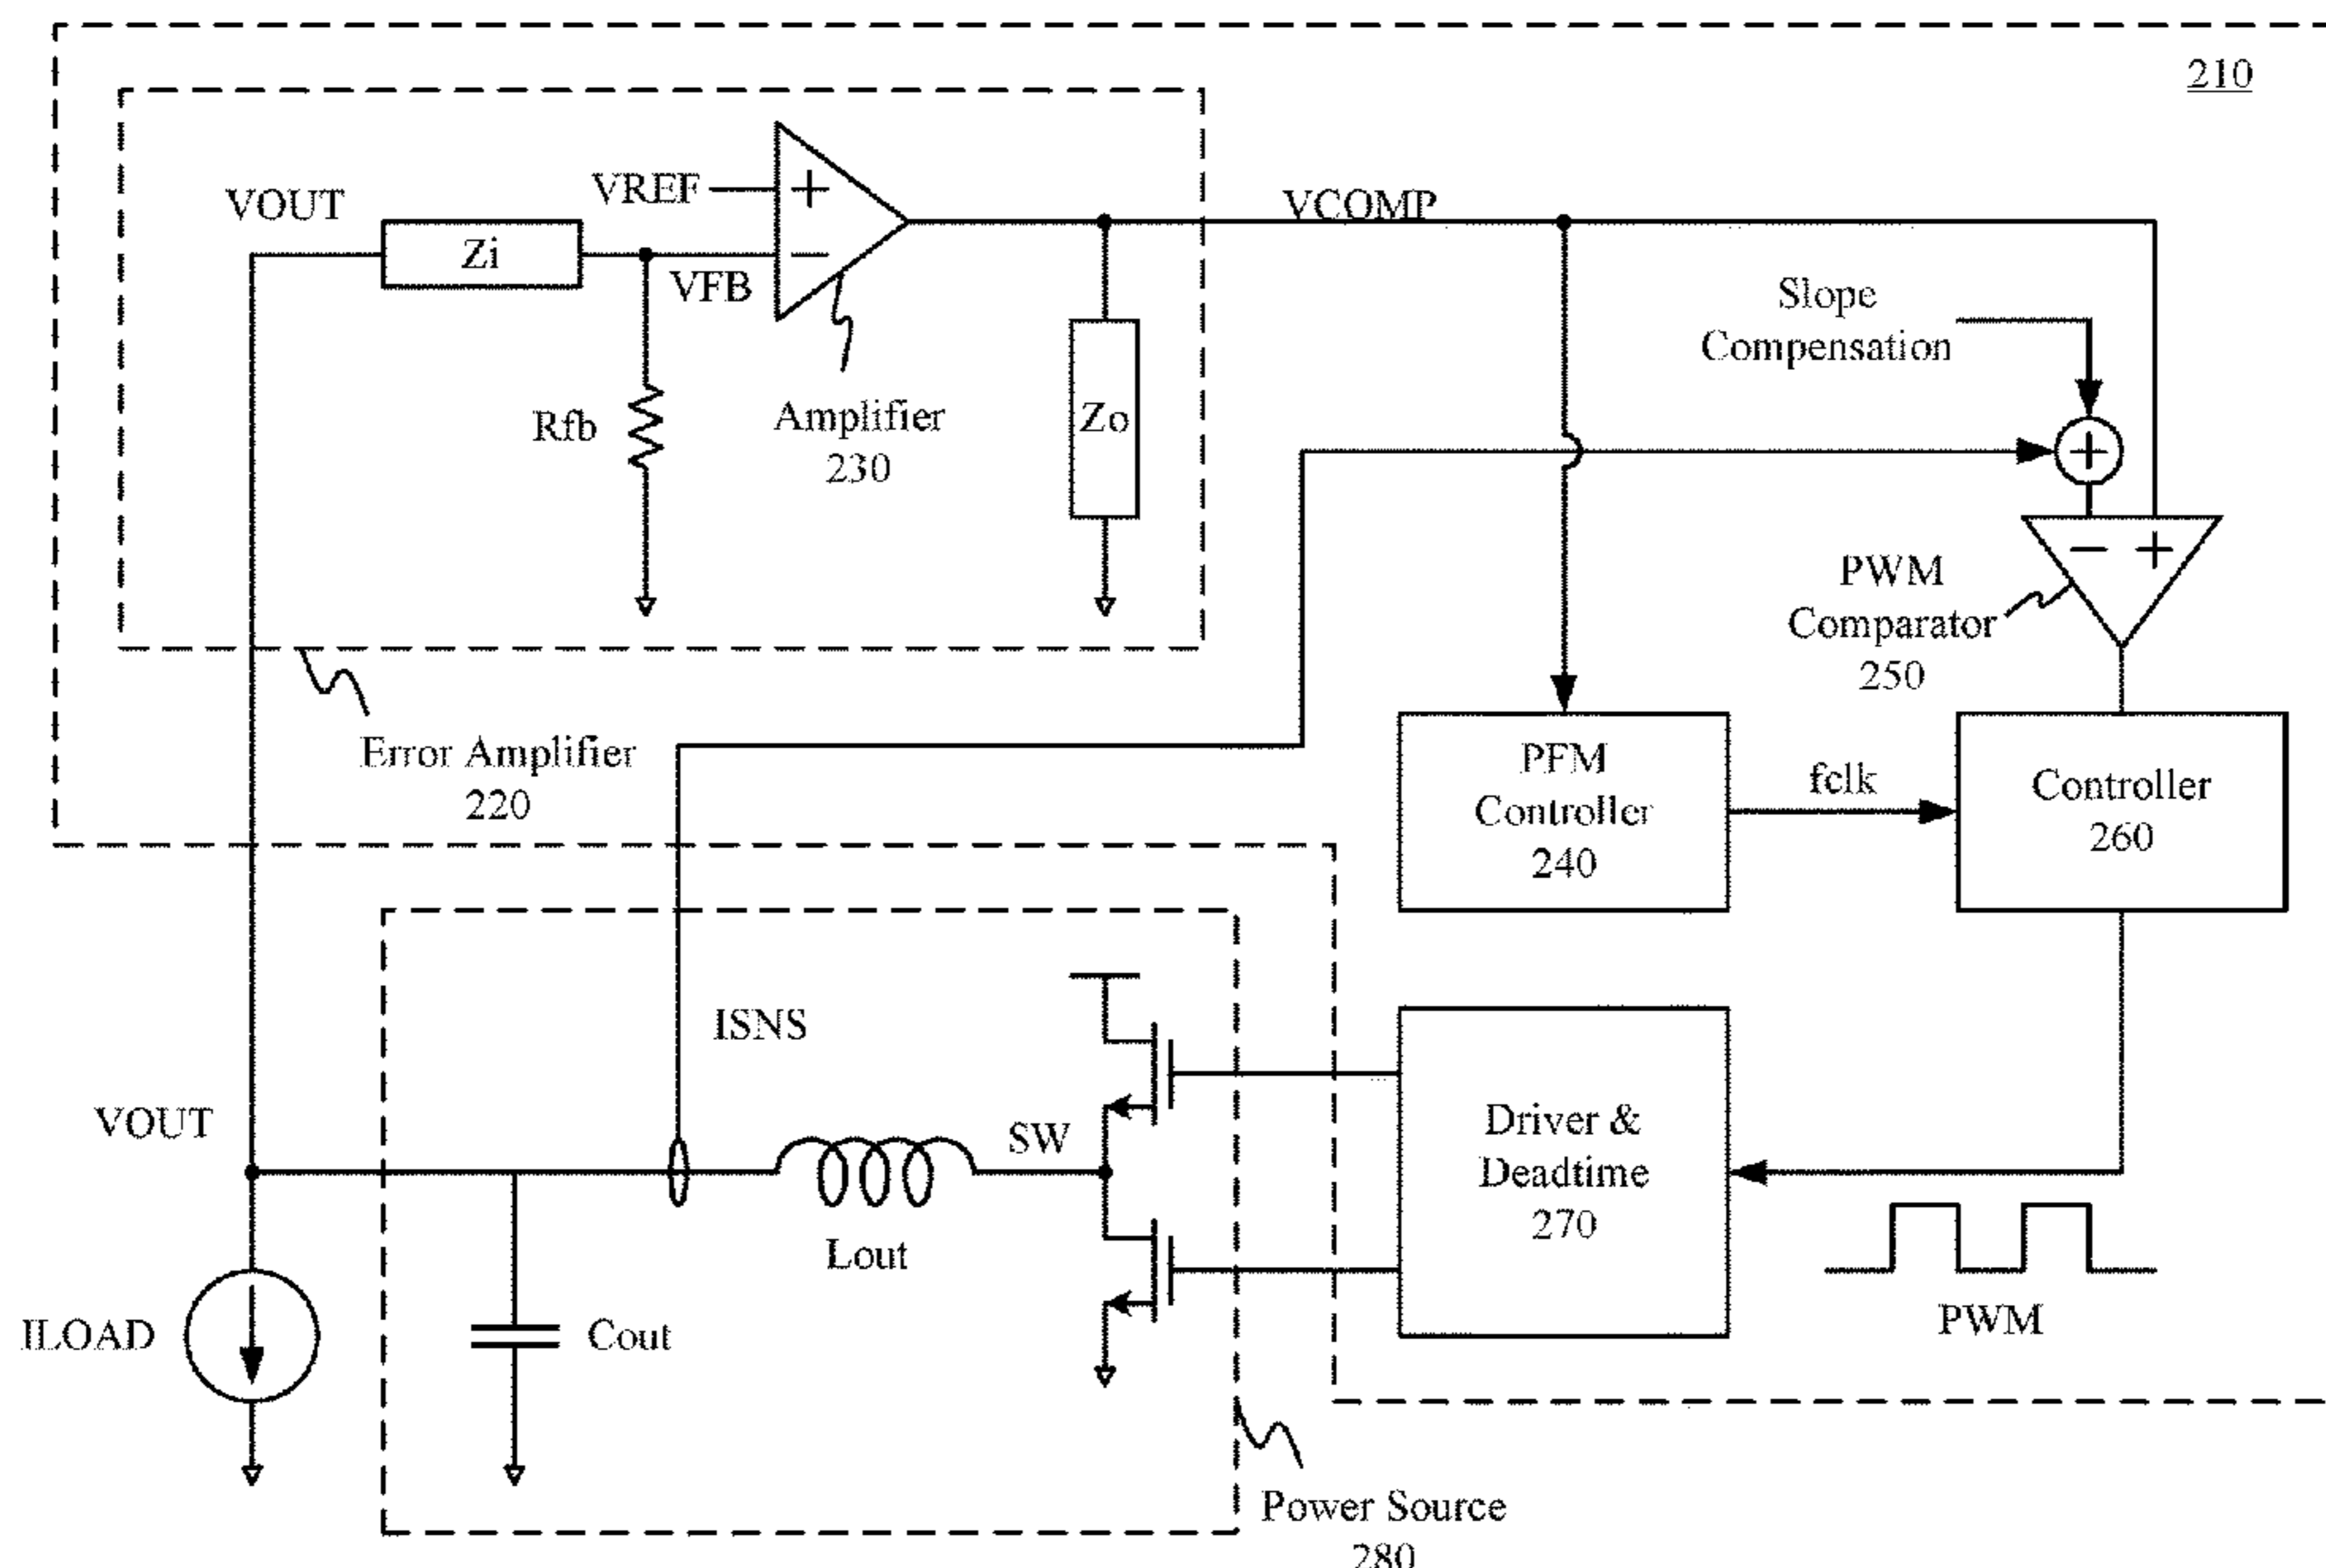 210
VOUT
VREF
+
−
Zi
VFB
VCOMP
Slope
Compensation
Rfb
Amplifier
230
Zo
+
− +
PWM
Comparator
250
Error Amplifier
220
PFM
Controller
240
fclk
Controller
260
ISNS
VOUT
SW
Lout
Driver &
Deadtime
270
ILOAD
Cout
PWM
Power Source
280